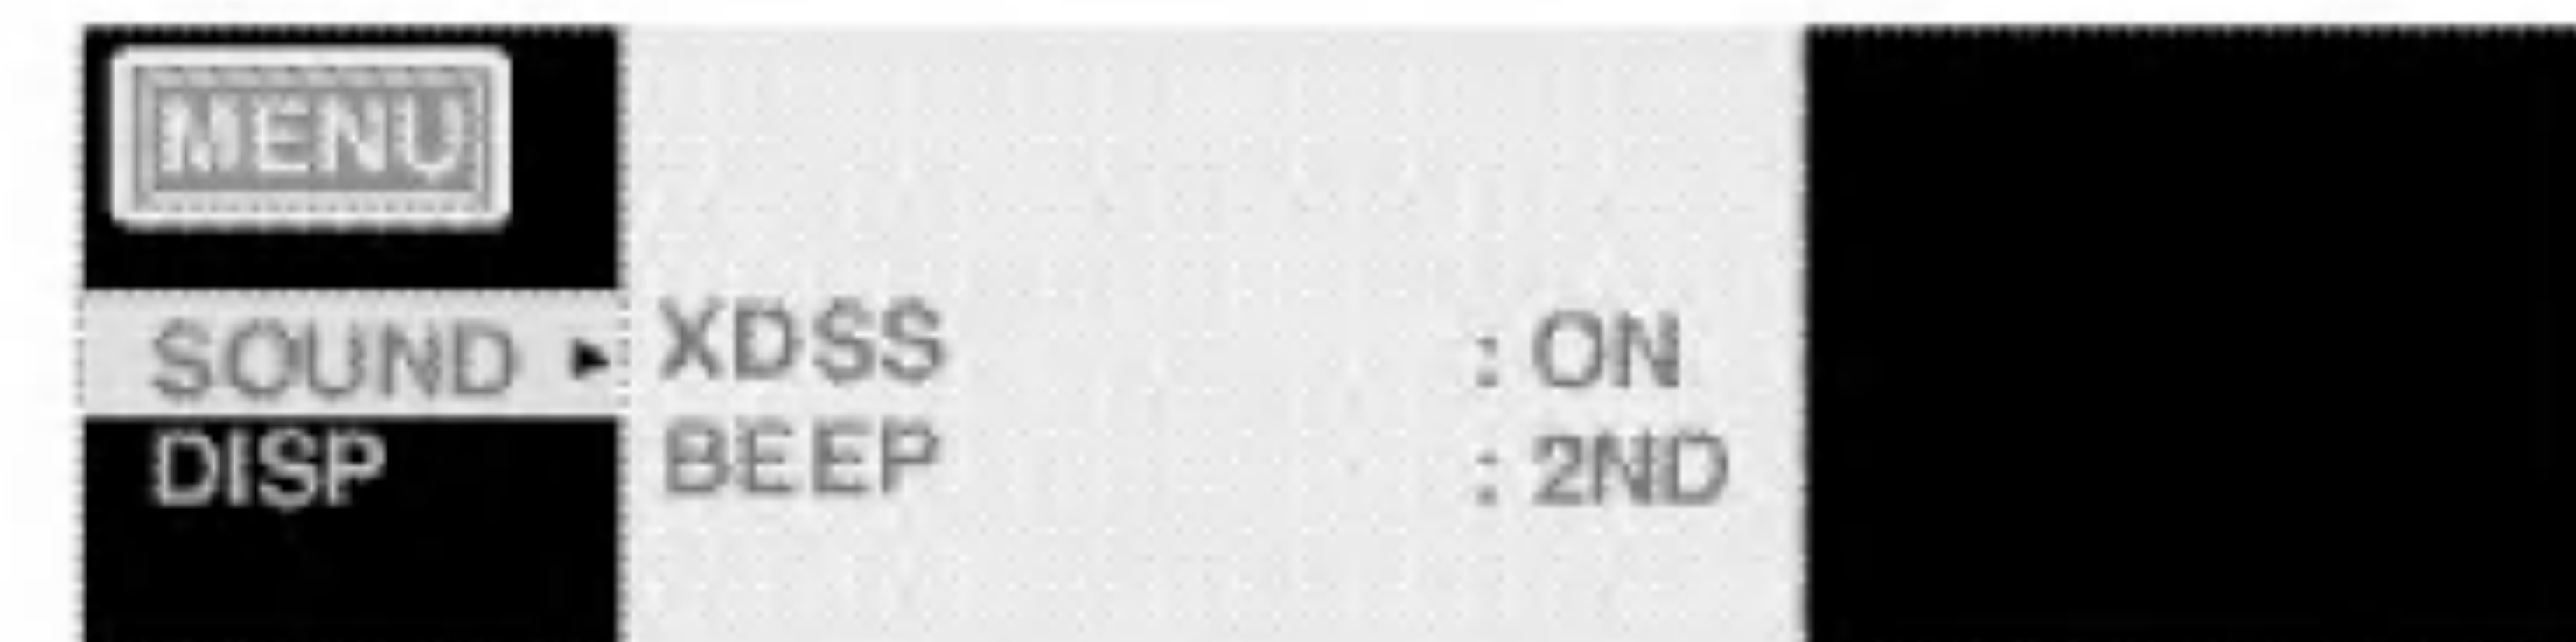 MENU
SOUND ► XDSS : ON
DISP BEEP : 2ND